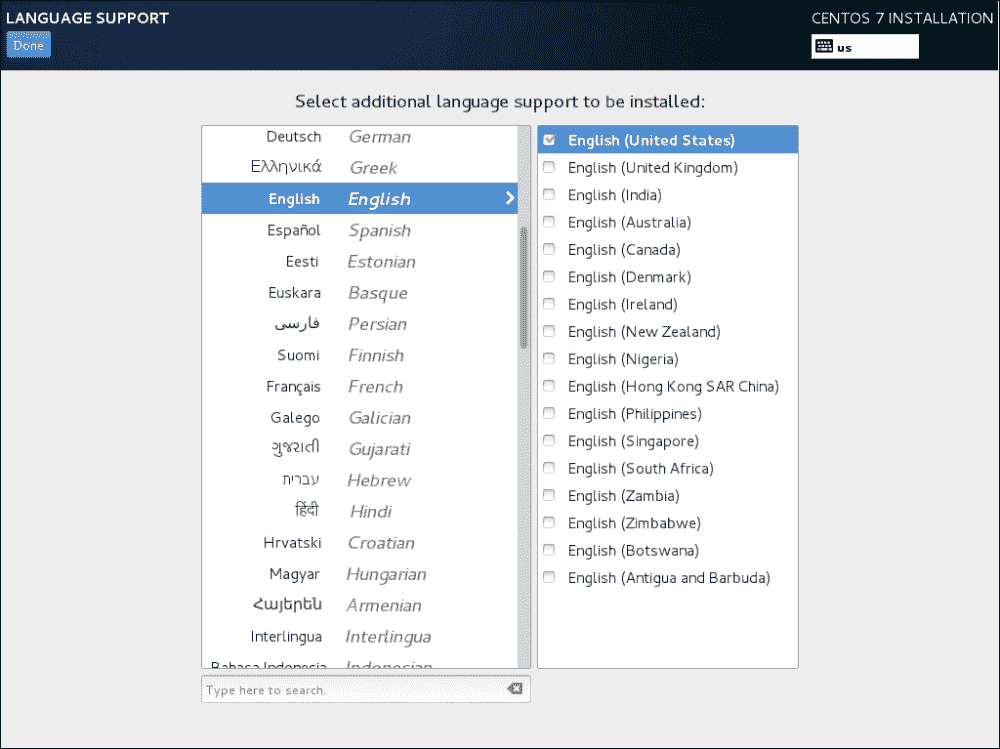 LANGUAGE SUPPORT
CENTOS 7 INSTALLATION
Done
us
Select additional language support to be installed:
Deutsch German
Ελληνικά Greek
English English
Español Spanish
Eesti Estonian
Euskara Basque
فارسی Persian
Suomi Finnish
Français French
Galego Galician
ગુજરાતી Gujarati
עברית Hebrew
हिंदी Hindi
Hrvatski Croatian
Magyar Hungarian
Հայերեն Armenian
Interlingua Interlingua
Bahasa Indonesia Indonesian
Type here to search.
English (United States)
English (United Kingdom)
English (India)
English (Australia)
English (Canada)
English (Denmark)
English (Ireland)
English (New Zealand)
English (Nigeria)
English (Hong Kong SAR China)
English (Philippines)
English (Singapore)
English (South Africa)
English (Zambia)
English (Zimbabwe)
English (Botswana)
English (Antigua and Barbuda)